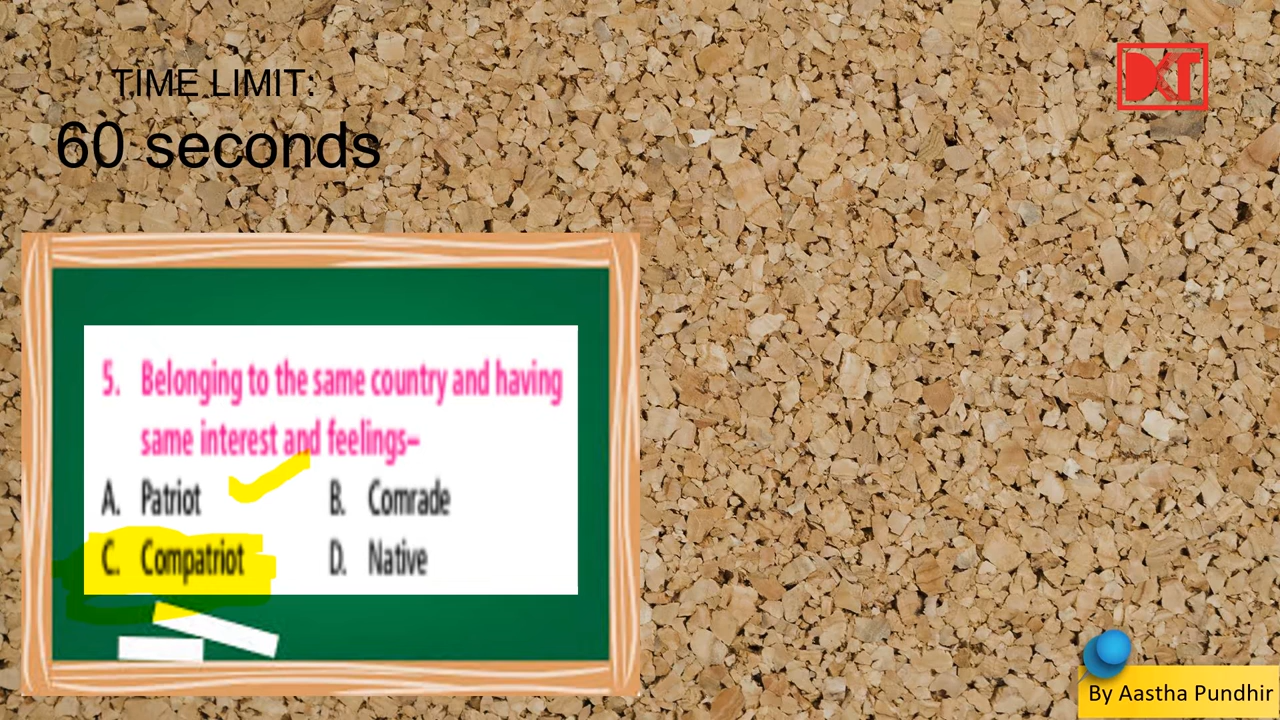 TIME LIMIT:
60 seconds
DKT
5. Belonging to the same country and having
same interest and feelings–
A. Patriot B. Comrade
C. Compatriot D. Native
By Aastha Pundhir